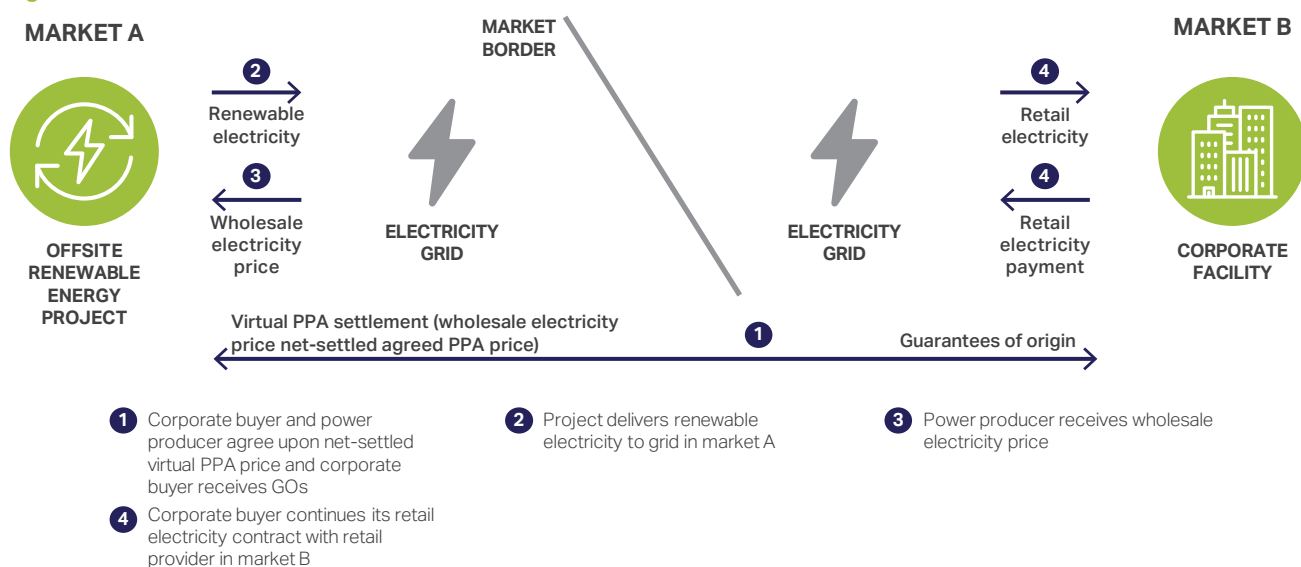 MARKET A
MARKET
BORDER
MARKET B
2
Renewable
electricity
3
Wholesale
electricity
price
ELECTRICITY
GRID
ELECTRICITY
GRID
4
Retail
electricity
4
Retail
electricity
payment
OFFSITE
RENEWABLE
ENERGY
PROJECT
CORPORATE
FACILITY
Virtual PPA settlement (wholesale electricity
price net-settled agreed PPA price)
1
Guarantees of origin
1 Corporate buyer and power
producer agree upon net-settled
virtual PPA price and corporate
buyer receives GOs
2 Project delivers renewable
electricity to grid in market A
3 Power producer receives wholesale
electricity price
4 Corporate buyer continues its retail
electricity contract with retail
provider in market B